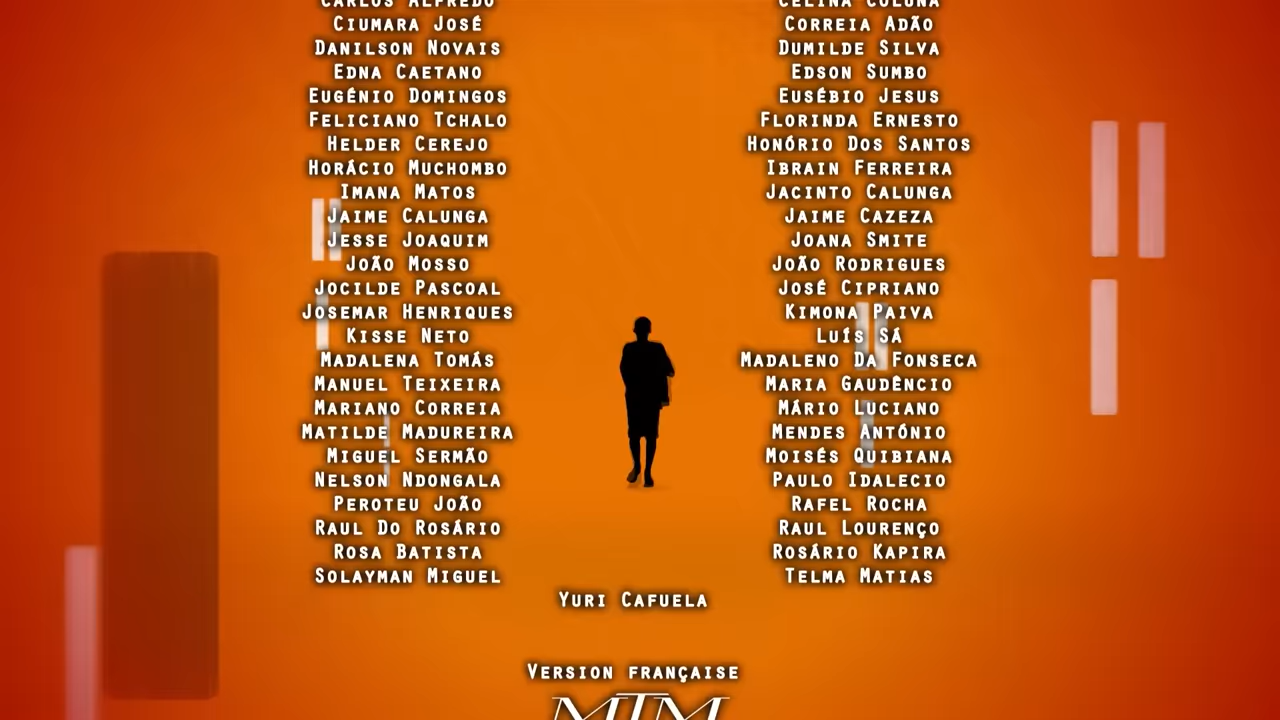 Carlos Alfredo
Celina Coluna
Ciumara José
Correia Adão
Danilson Novais
Dumilde Silva
Edna Caetano
Edson Sumbo
Eugénio Domingos
Eusébio Jesus
Feliciano Tchalo
Florinda Ernesto
Helder Cerejo
Honório Dos Santos
Horácio Muchombo
Ibrain Ferreira
Imana Matos
Jacinto Calunga
Jaime Calunga
Jaime Cazeza
Jesse Joaquim
Joana Smite
João Mosso
João Rodrigues
Jocilde Pascoal
José Cipriano
Josemar Henriques
Kimona Paiva
Kisse Neto
Luís Sá
Madalena Tomás
Madaleno Da Fonseca
Manuel Teixeira
Maria Gaudêncio
Mariano Correia
Mário Luciano
Matilde Madureira
Mendes António
Miguel Sermão
Moisés Quibiana
Nelson Ndongala
Paulo Idalecio
Peroteu João
Rafel Rocha
Raul Do Rosário
Raul Lourenço
Rosa Batista
Rosário Kapira
Solayman Miguel
Telma Matias
Yuri Cafuela
Version française
MTM